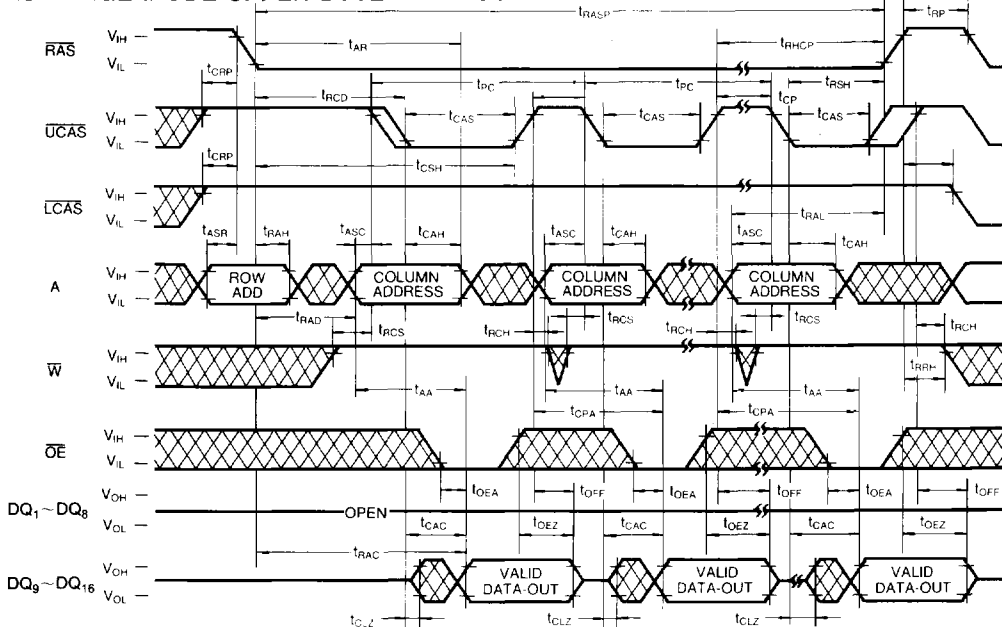 tRASP tRP
RAS VIH VIL tAR tRHCP
tCRP tRCD tPC tPC tCP tRSH
UCAS VIH VIL tCAS tCAS tCAS
tCRP tCSH
LCAS VIH VIL tRAL
tASR tRAH tASC tCAH tASC tCAH tASC tCAH
A VIH VIL ROW ADD COLUMN ADDRESS COLUMN ADDRESS COLUMN ADDRESS
tRAD tRCS tRCH tRCS tRCH tRCS tRCH
W VIH VIL tRRH
tAA tAA tAA
tCPA tCPA
OE VIH VIL
tOEA tOFF tOEA tOFF tOEA tOFF
DQ1~DQ8 VOH VOL OPEN
tCAC tOEZ tCAC tOEZ tCAC tOEZ
tRAC
DQ9~DQ16 VOH VOL VALID DATA-OUT VALID DATA-OUT VALID DATA-OUT
tCLZ tCLZ tCLZ